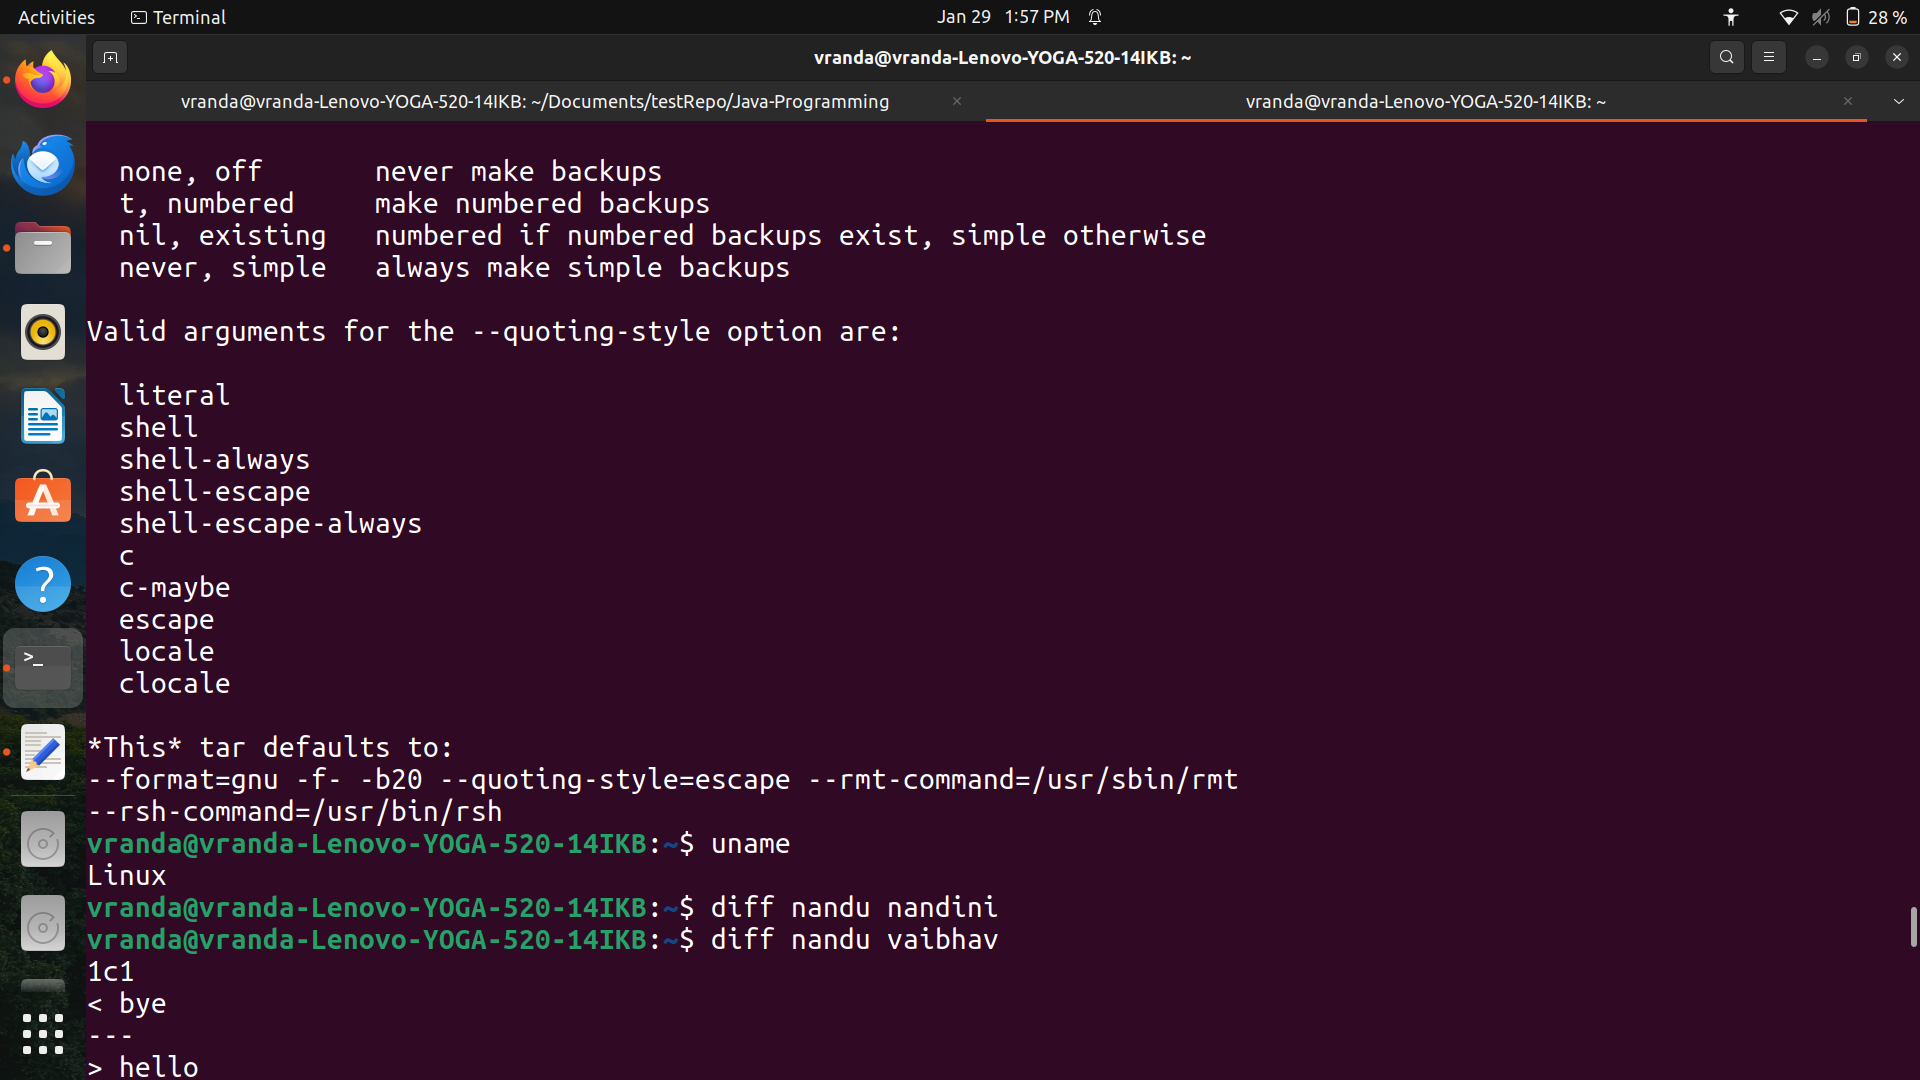 Activities Terminal Jan 29 1:57 PM 28 %
vranda@vranda-Lenovo-YOGA-520-14IKB: ~
vranda@vranda-Lenovo-YOGA-520-14IKB: ~/Documents/testRepo/Java-Programming vranda@vranda-Lenovo-YOGA-520-14IKB: ~
none, off       never make backups
t, numbered     make numbered backups
nil, existing   numbered if numbered backups exist, simple otherwise
never, simple   always make simple backups
Valid arguments for the --quoting-style option are:
literal
shell
shell-always
shell-escape
shell-escape-always
c
c-maybe
escape
locale
clocale
*This* tar defaults to:
--format=gnu -f- -b20 --quoting-style=escape --rmt-command=/usr/sbin/rmt
--rsh-command=/usr/bin/rsh
vranda@vranda-Lenovo-YOGA-520-14IKB:~$ uname
Linux
vranda@vranda-Lenovo-YOGA-520-14IKB:~$ diff nandu nandini
vranda@vranda-Lenovo-YOGA-520-14IKB:~$ diff nandu vaibhav
1c1
< bye
---
> hello